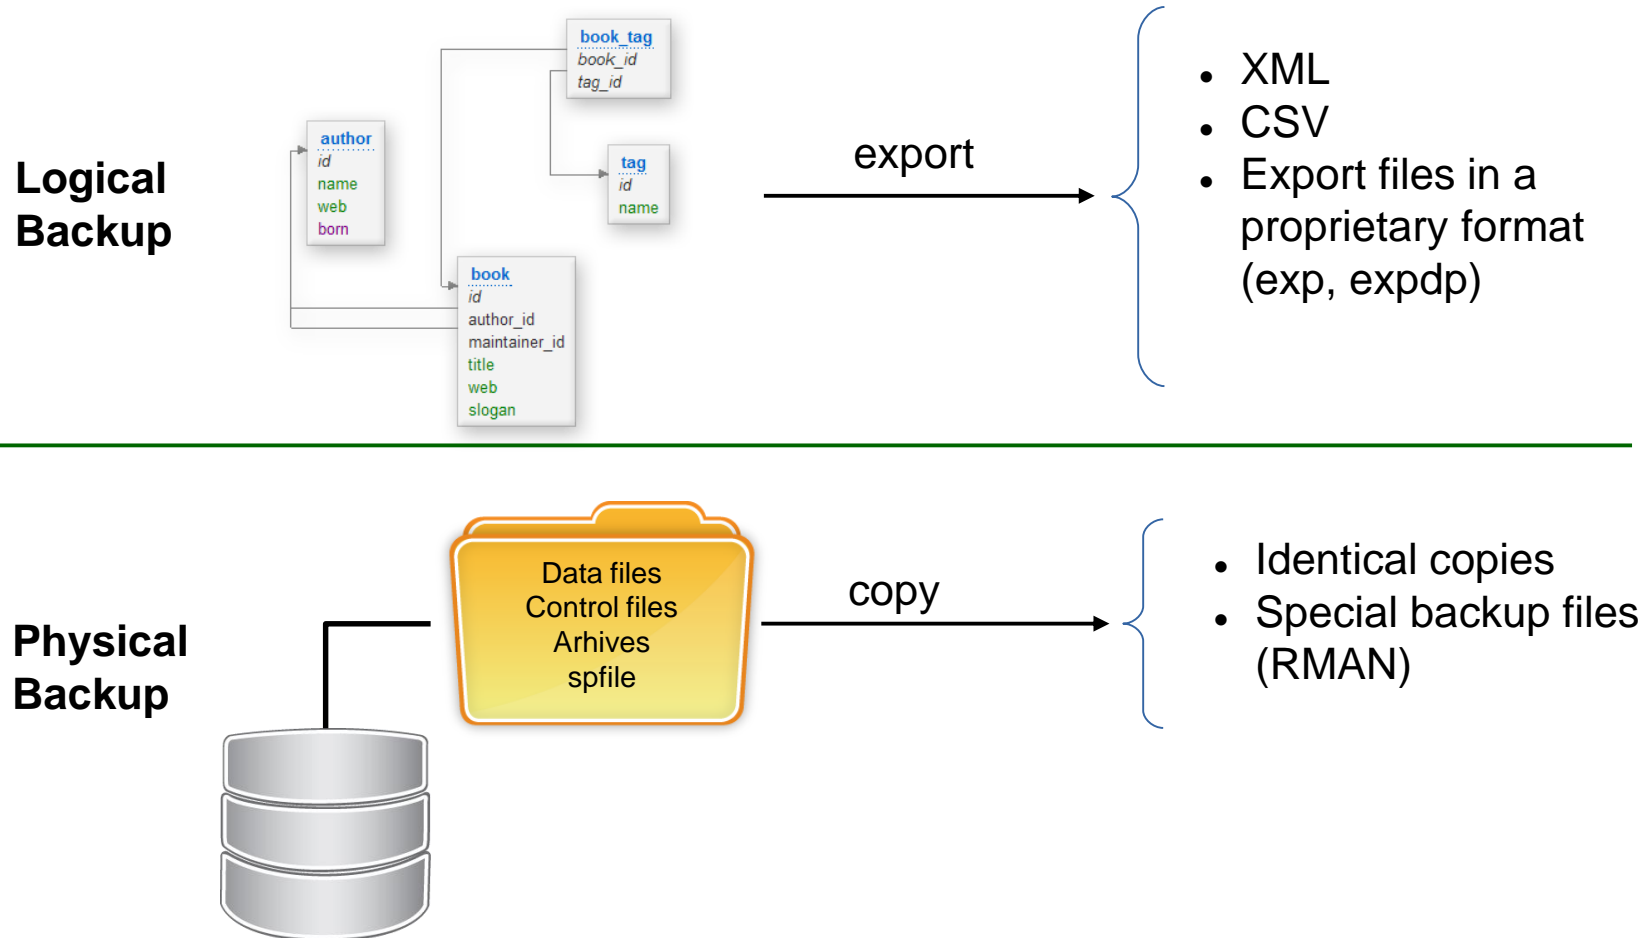 Logical
Backup
book_tag
book_id
tag_id
author
id
name
web
born
tag
id
name
book
id
author_id
maintainer_id
title
web
slogan
export
• XML
• CSV
• Export files in a
proprietary format
(exp, expdp)
Physical
Backup
Data files
Control files
Arhives
spfile
copy
• Identical copies
• Special backup files
(RMAN)